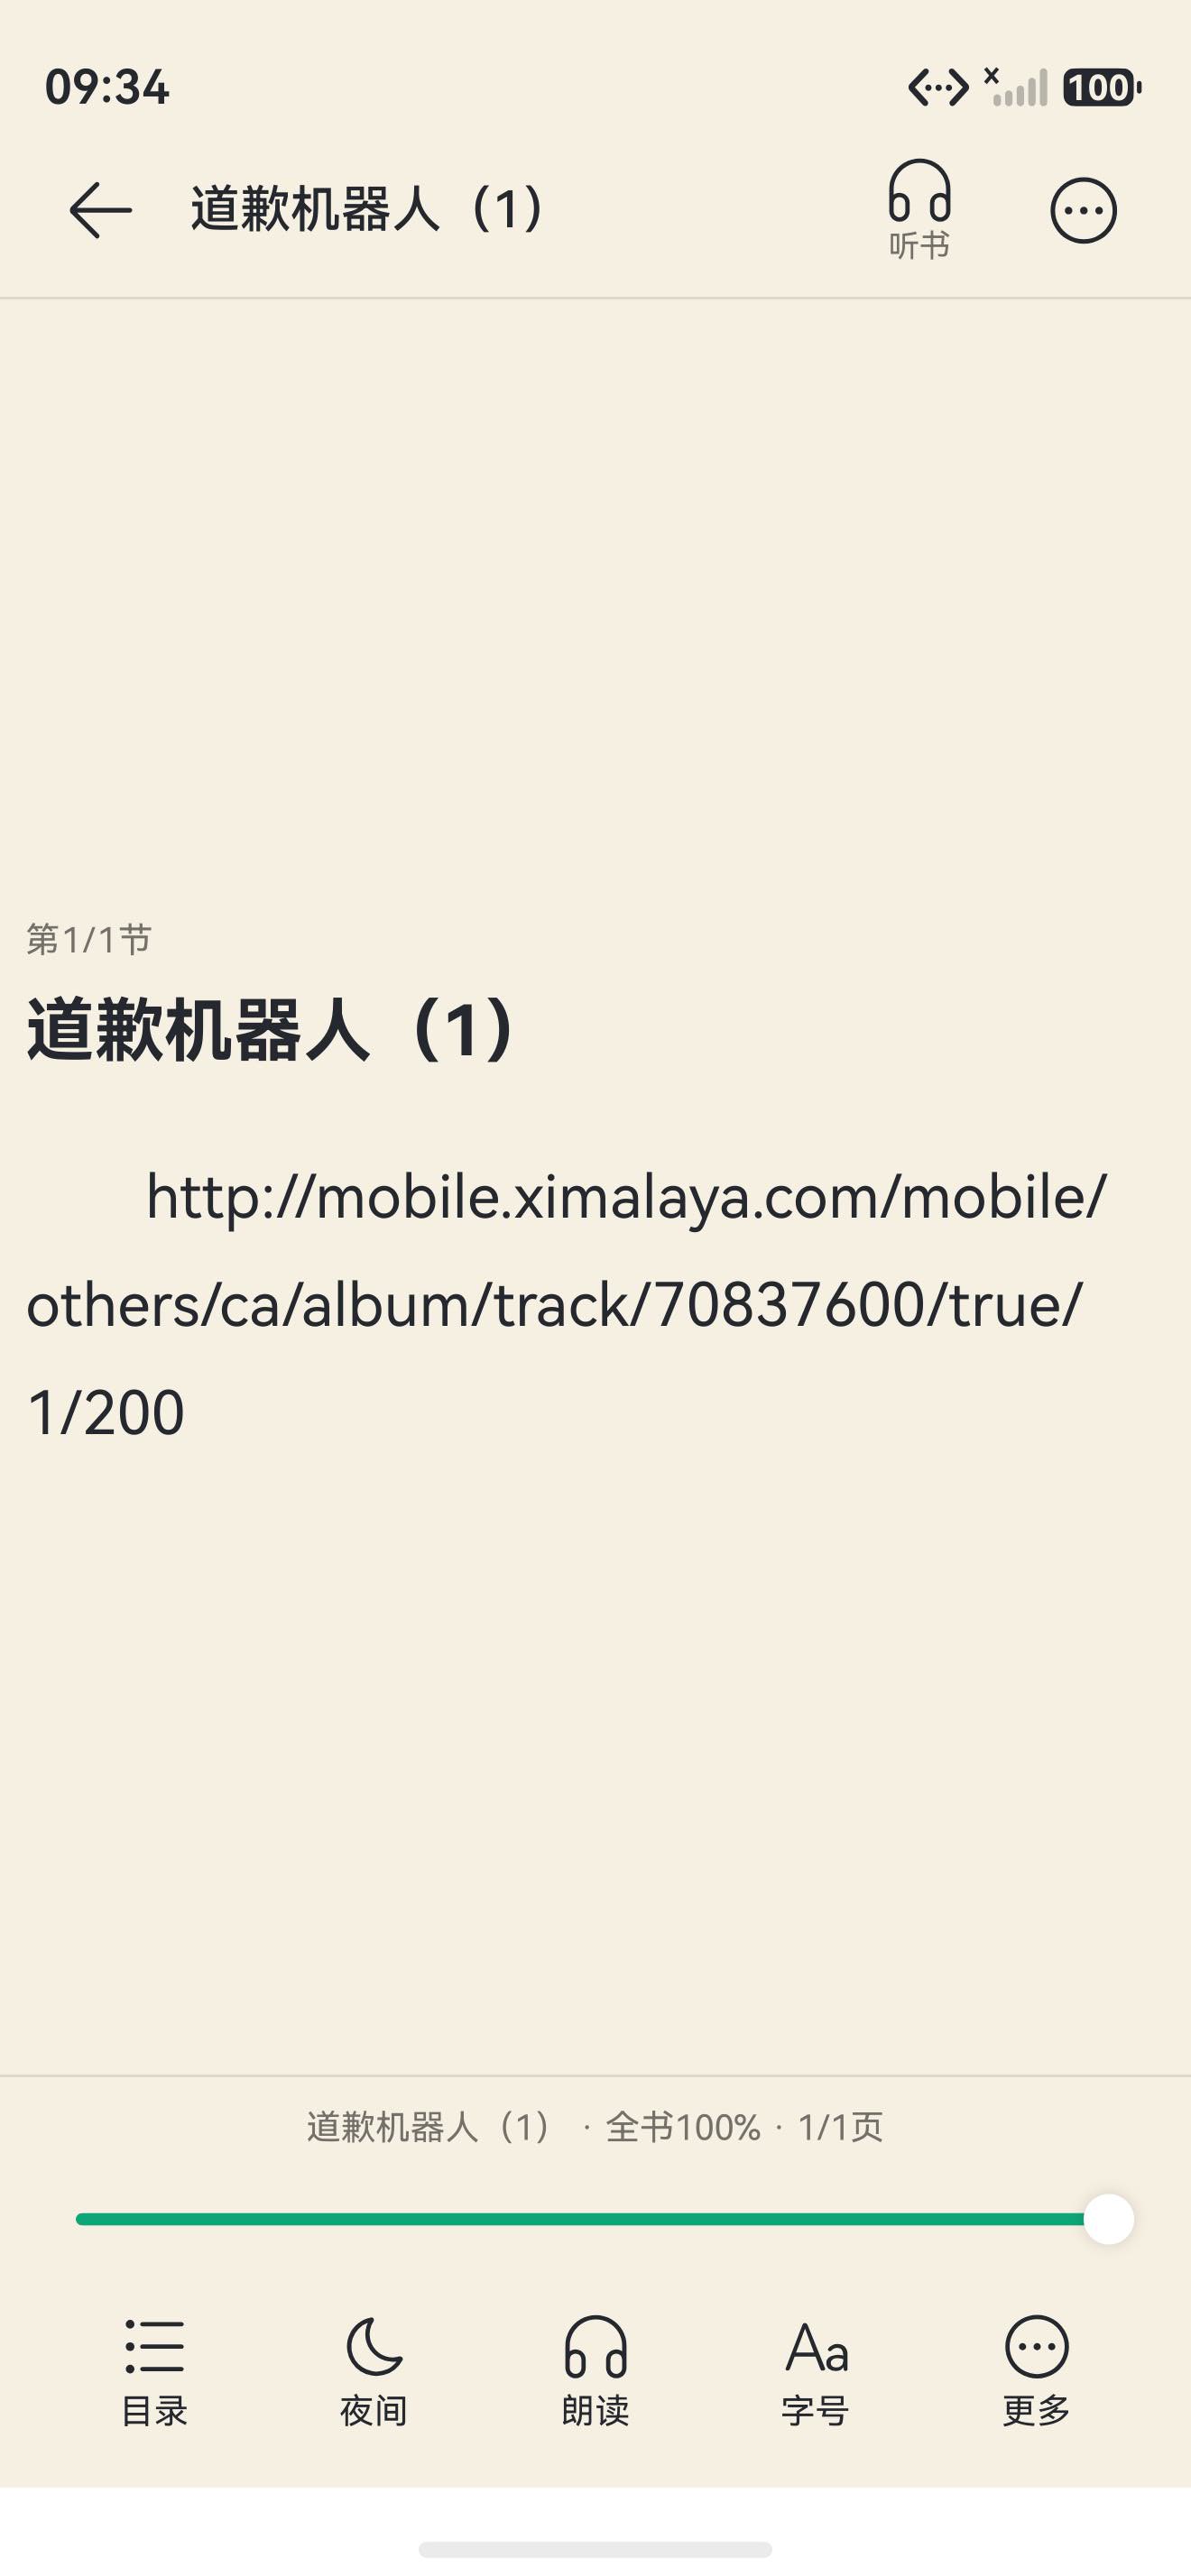 09:34
100
道歉机器人（1）
听书
第1/1节
道歉机器人（1）
http://mobile.ximalaya.com/mobile/
others/ca/album/track/70837600/true/
1/200
道歉机器人（1） · 全书100% · 1/1页
目录
夜间
Aa
朗读
字号
更多